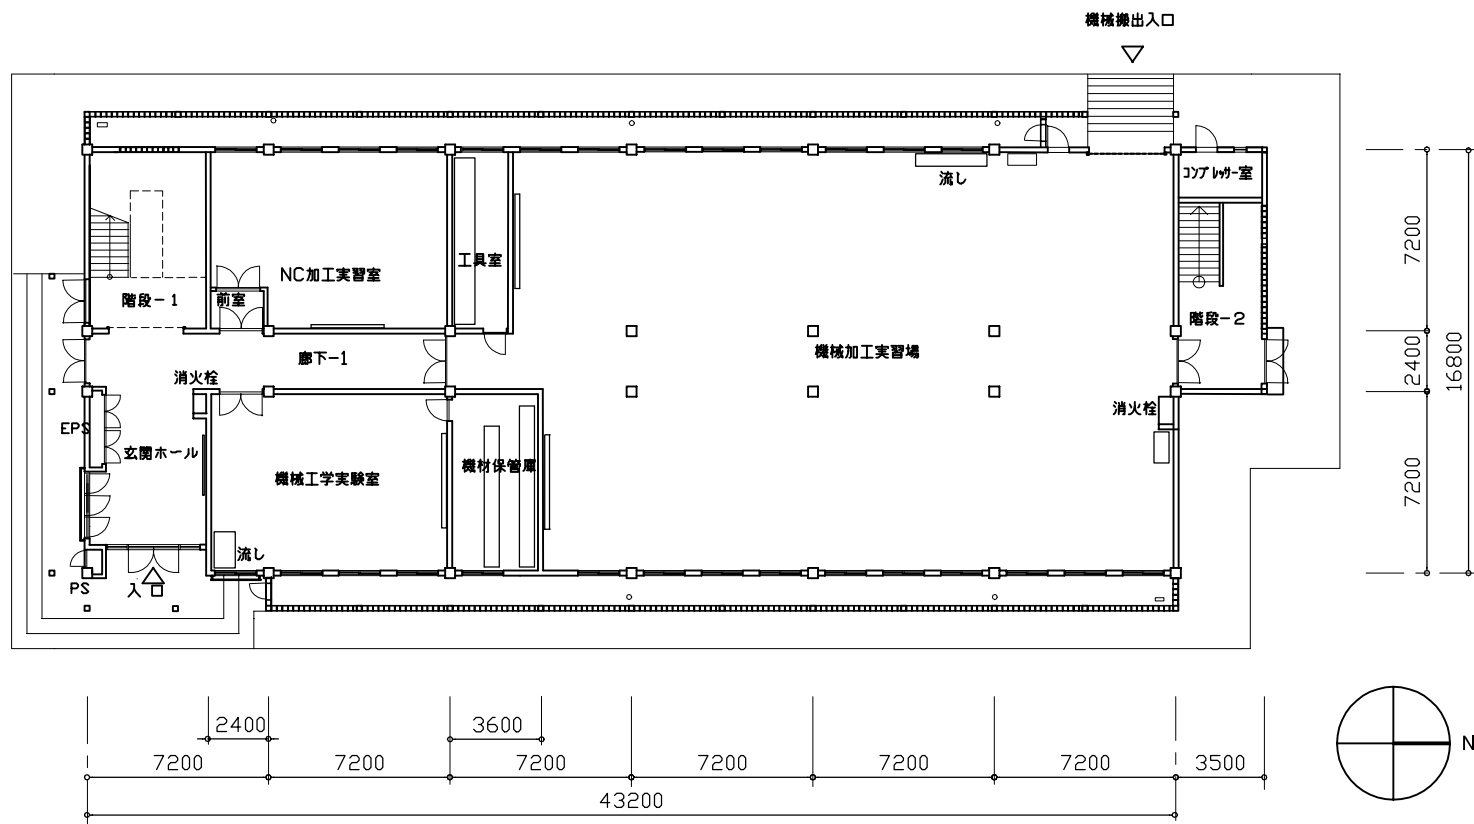 機械搬出入口
流し
コンプレッサー室
7200
工具室
NC加工実習室
階段-1
前室
階段-2
廊下-1
機械加工実習場
2400
16800
消火栓
消火栓
EPS
玄関ホール
機材保管庫
機械工学実験室
7200
流し
PS
入口
2400
3600
N
7200
7200
7200
7200
7200
7200
3500
43200